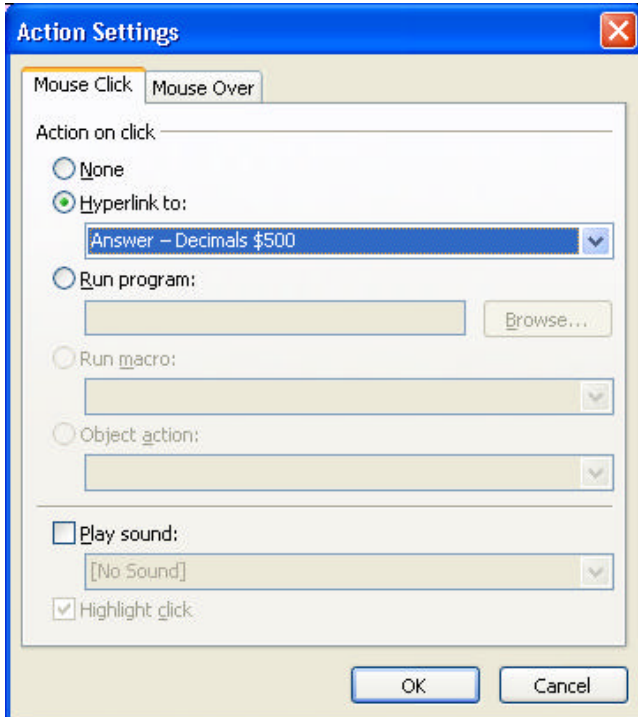 Action Settings
Mouse Click Mouse Over
Action on click
None
Hyperlink to:
Answer – Decimals $500
Run program:
Browse...
Run macro:
Object action:
Play sound:
[No Sound]
Highlight click
OK Cancel